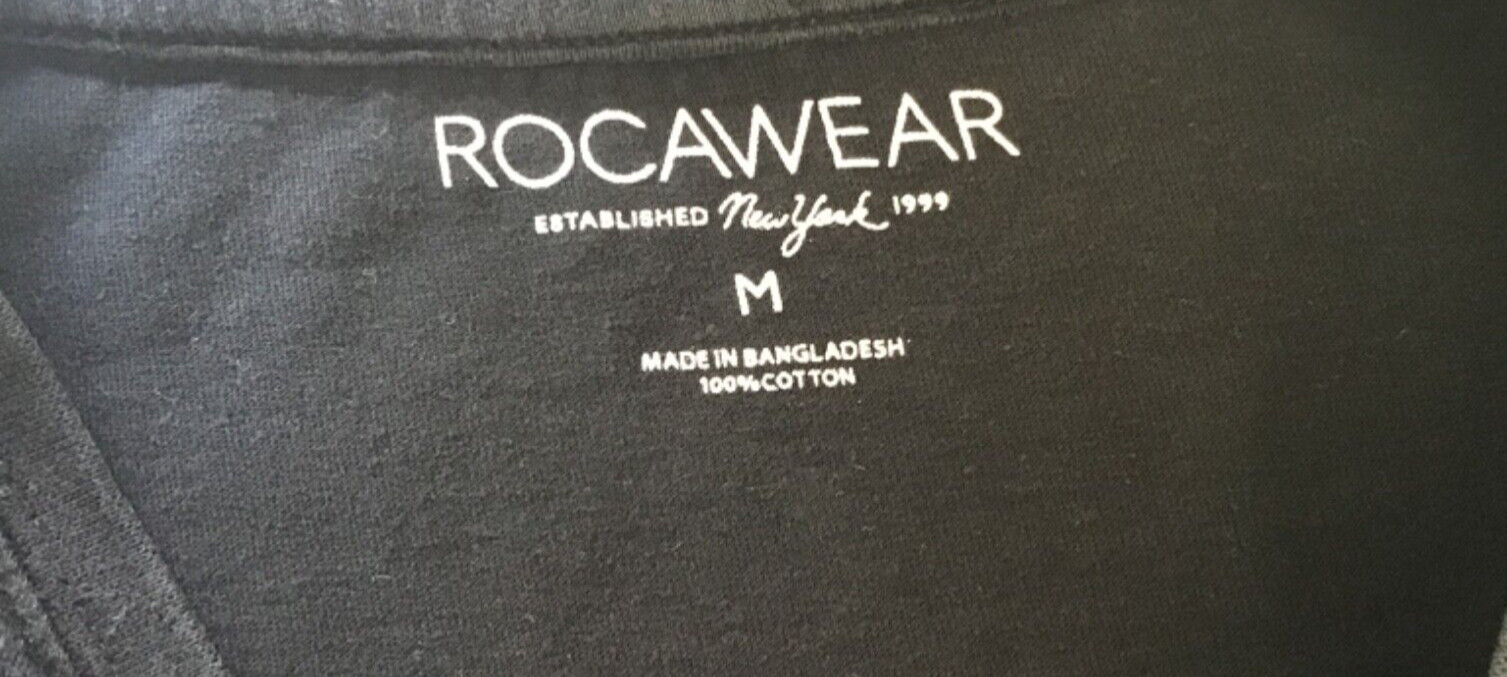 ROCAWEAR
ESTABLISHED New York 1999
M
MADE IN BANGLADESH
100% COTTON